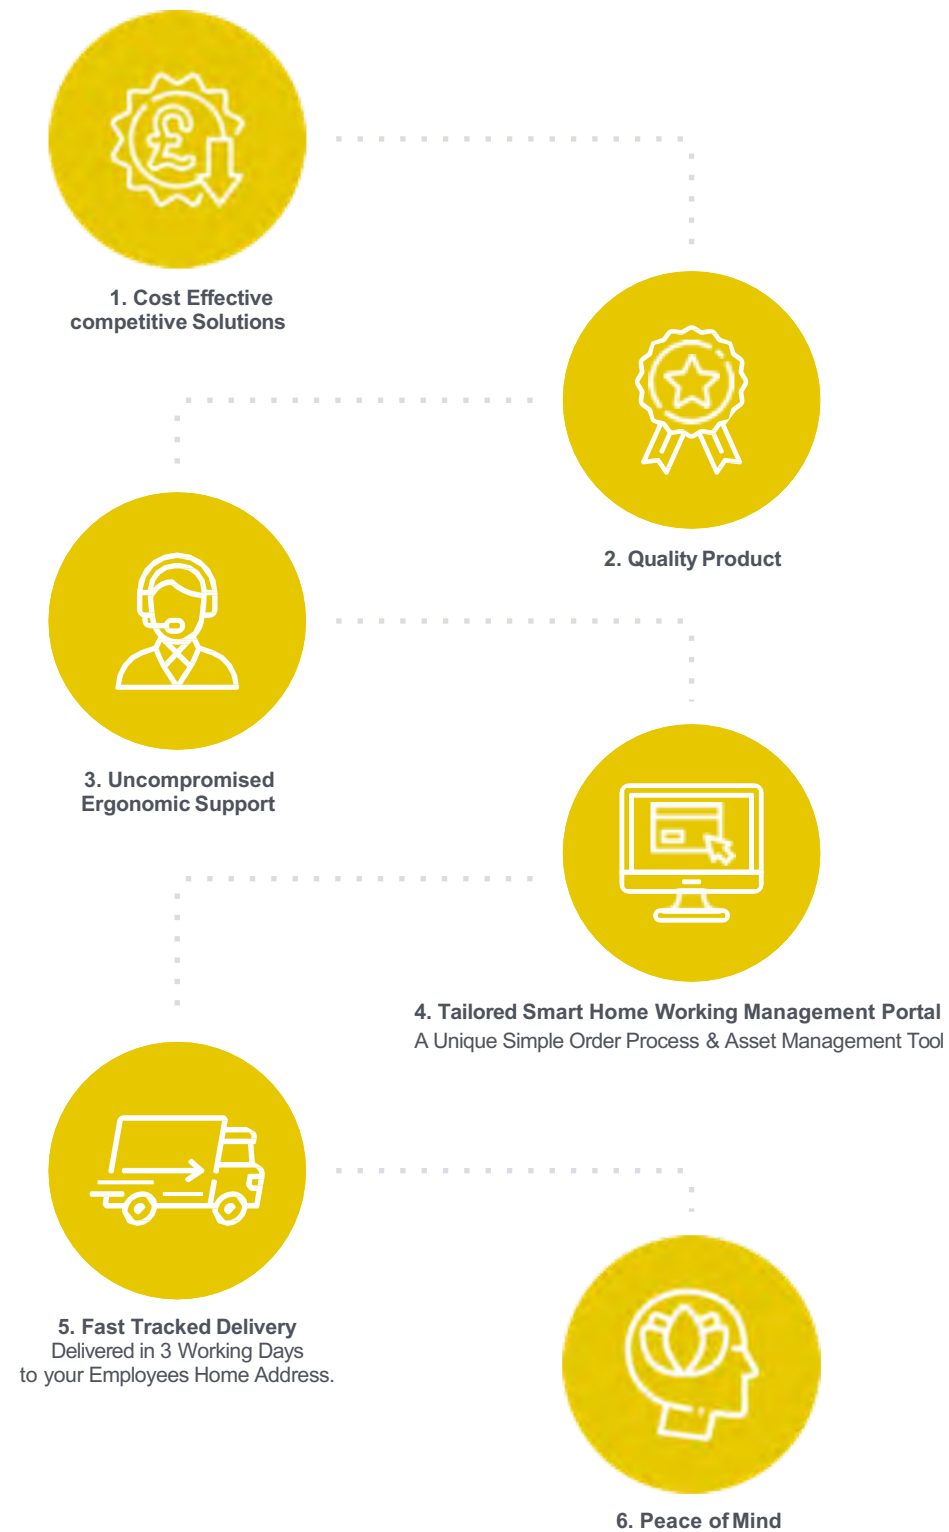 £
1. Cost Effective
competitive Solutions
2. Quality Product
3. Uncompromised
Ergonomic Support
4. Tailored Smart Home Working Management Portal
A Unique Simple Order Process & Asset Management Tool
5. Fast Tracked Delivery
Delivered in 3 Working Days
to your Employees Home Address.
6. Peace of Mind